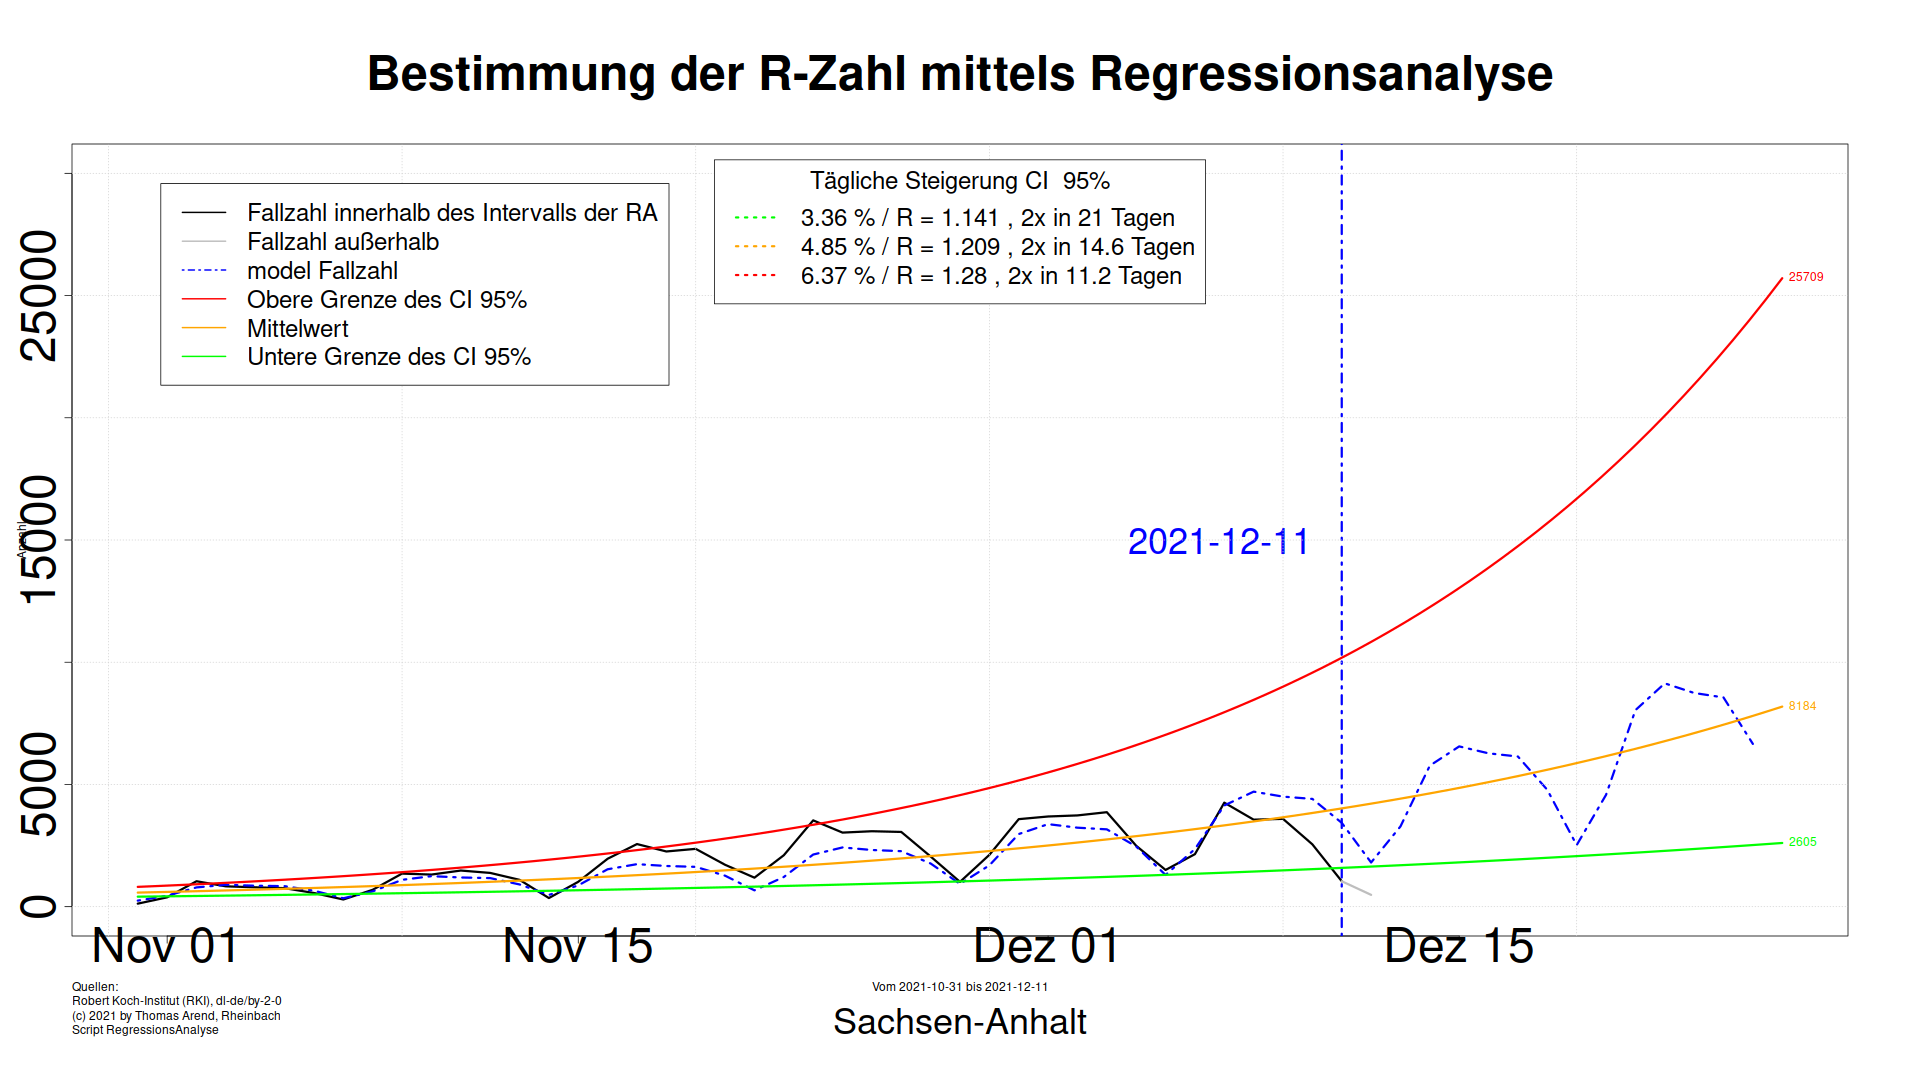 Bestimmung der R-Zahl mittels Regressionsanalyse
Tägliche Steigerung CI 95%
3.36 % / R = 1.141 , 2x in 21 Tagen
4.85 % / R = 1.209 , 2x in 14.6 Tagen
6.37 % / R = 1.28 , 2x in 11.2 Tagen
Fallzahl innerhalb des Intervalls der RA
Fallzahl außerhalb
model Fallzahl
Obere Grenze des CI 95%
Mittelwert
Untere Grenze des CI 95%
25000
15000
5000
0
Anzahl
2021-12-11
25709
8184
2605
Nov 01
Nov 15
Dez 01
Dez 15
Quellen:
Robert Koch-Institut (RKI), dl-de/by-2-0
(c) 2021 by Thomas Arend, Rheinbach
Script RegressionsAnalyse
Vom 2021-10-31 bis 2021-12-11
Sachsen-Anhalt